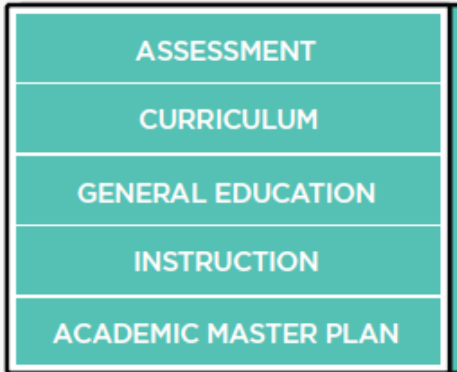 ASSESSMENT
CURRICULUM
GENERAL EDUCATION
INSTRUCTION
ACADEMIC MASTER PLAN